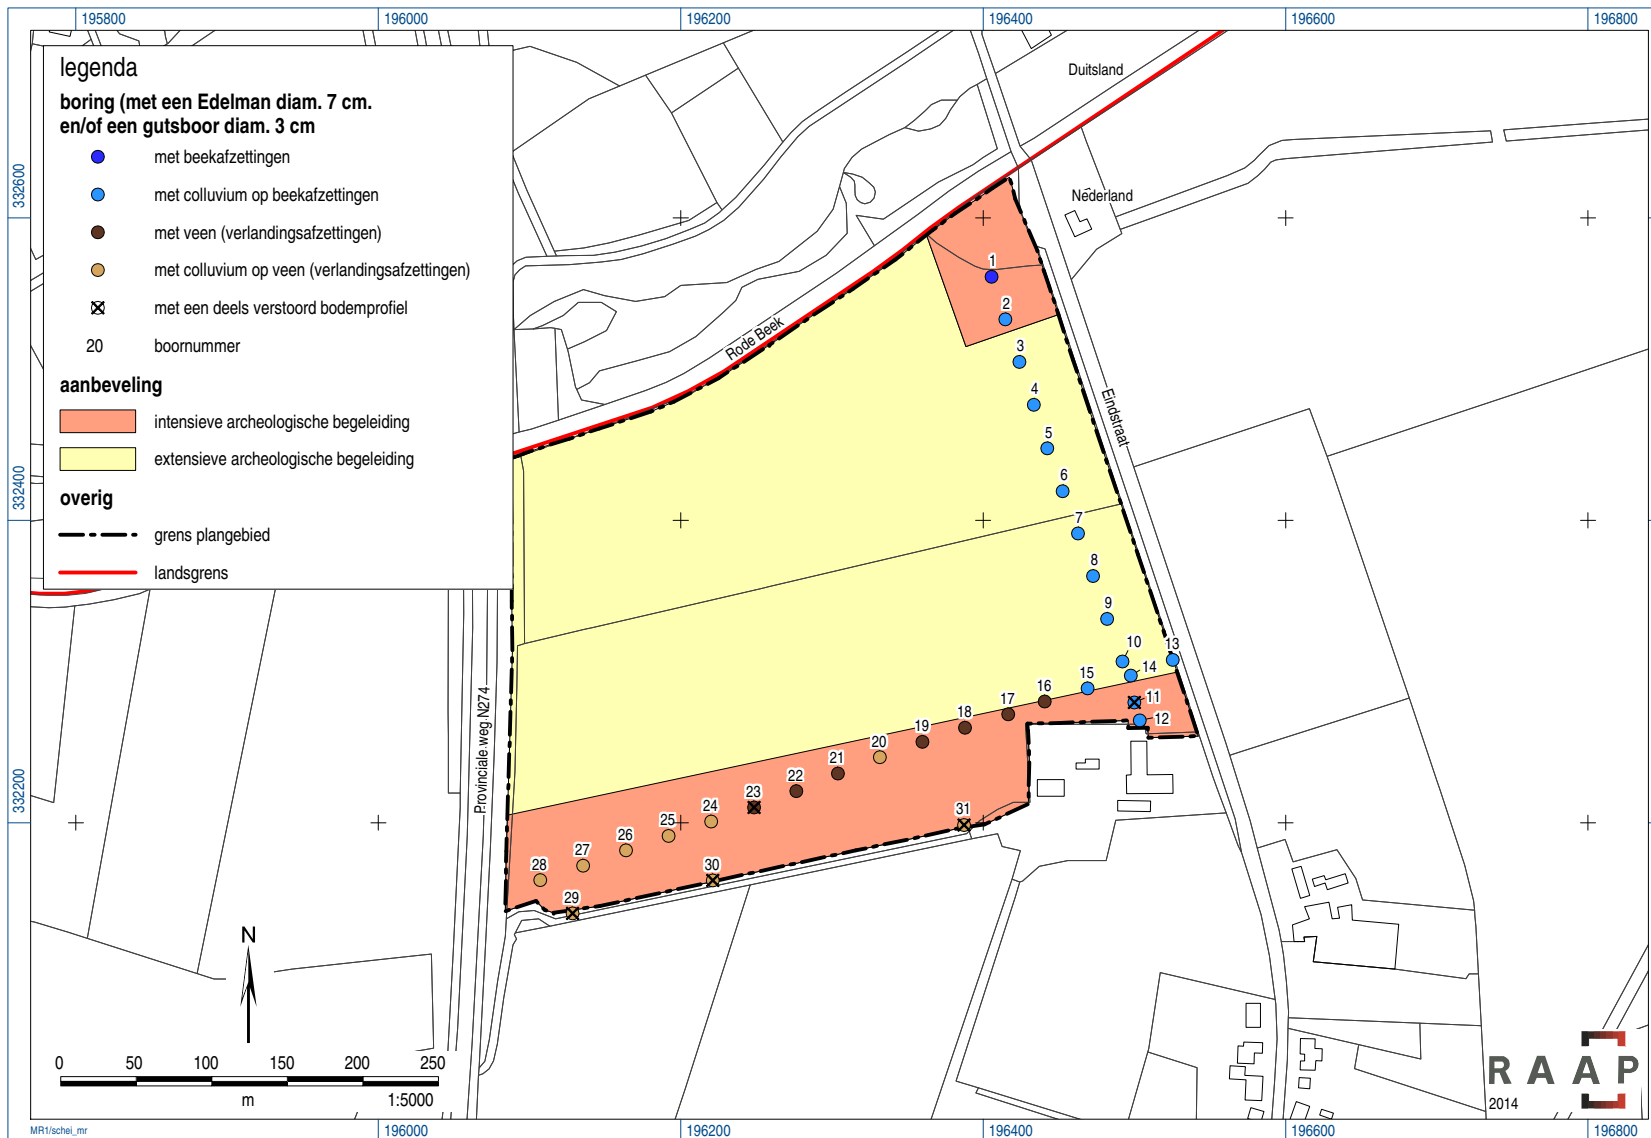 195800
196000
196200
196400
196600
196800
legenda
boring (met een Edelman diam. 7 cm.
en/of een gutsboor diam. 3 cm
met beekafzettingen
met colluvium op beekafzettingen
met veen (verlandingsafzettingen)
met colluvium op veen (verlandingsafzettingen)
met een deels verstoord bodemprofiel
20 boornummer
aanbeveling
intensieve archeologische begeleiding
extensieve archeologische begeleiding
overig
grens plangebied
landsgrens
332600
332400
332200
Duitsland
Nederland
Rode Beek
Eindstraat
Provinciale weg N274
1
2
3
4
5
6
7
8
9
10
13
14
15
11
16
12
17
18
19
20
21
22
23
24
25
26
27
28
31
30
29
N
0 50 100 150 200 250
m 1:5000
RAAP
2014
MR1/schei_mr
196000
196200
196400
196600
196800